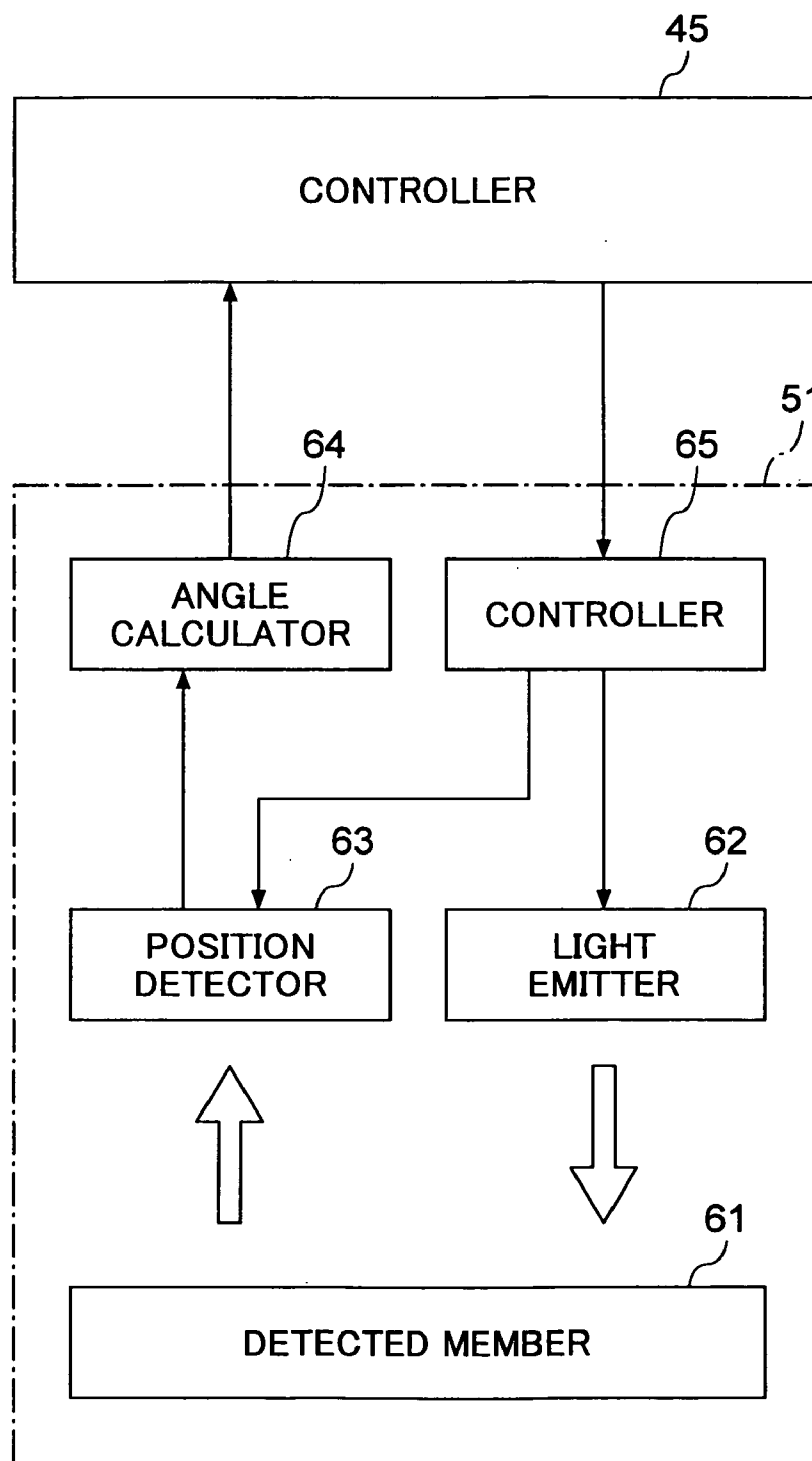 45
CONTROLLER
51
64
65
ANGLE
CALCULATOR
CONTROLLER
63
62
POSITION
DETECTOR
LIGHT
EMITTER
61
DETECTED MEMBER